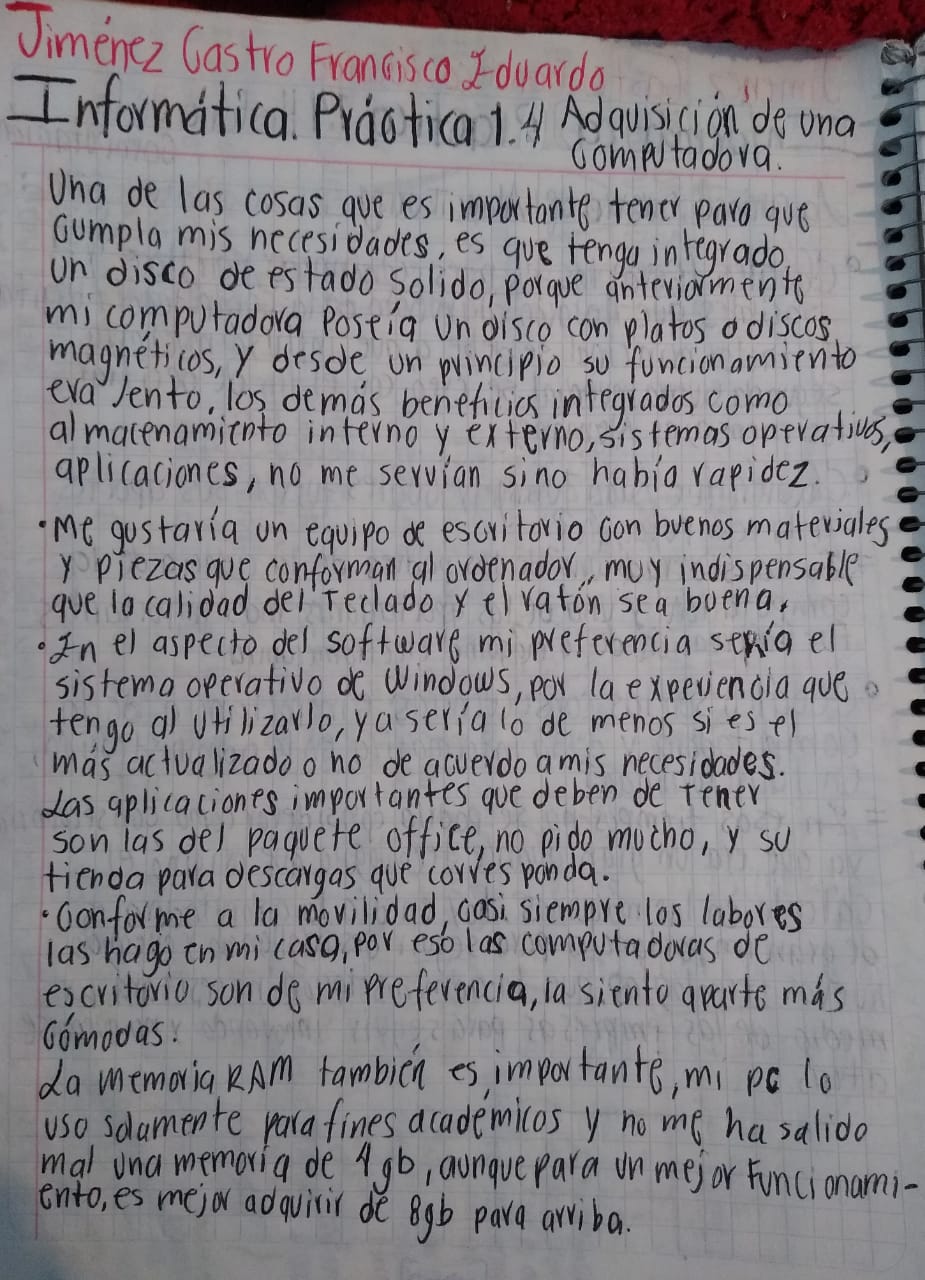 Jiménez Castro Francisco Eduardo
Informática. Práctica 1.4 Adquisición de una
computadora.
Una de las cosas que es importante tener para que
cumpla mis necesidades, es que tenga integrado
un disco de estado solido, porque anteriormente
mi computadora poseía un disco con platos o discos
magnéticos, y desde un principio su funcionamiento
era lento, los demás beneficios integrados como
almacenamiento interno y externo, sistemas operativos,
aplicaciones, no me servían sino había rapidez.
•Me gustaría un equipo de escritorio con buenos materiales
y piezas que conforman al ordenador, muy indispensable
que la calidad del Teclado y el ratón sea buena.
•In el aspecto del software mi preferencia sería el
sistema operativo de Windows, por la experiencia que
tengo al utilizarlo, ya sería lo de menos si es el
más actualizado o no de acuerdo a mis necesidades.
Las aplicaciones importantes que deben de Tener
son las del paquete office, no pido mucho, y su
tienda para descargas que corresponda.
•Conforme a la movilidad, casi siempre los labores
las hago en mi casa, por eso las computadoras de
escritorio son de mi preferencia, la siento aparte más
cómodas.
La memoria RAM también es importante, mi pc lo
uso solamente para fines académicos y no me ha salido
mal una memoria de 4gb, aunque para un mejor funcionami-
ento, es mejor adquirir de 8gb para arriba.